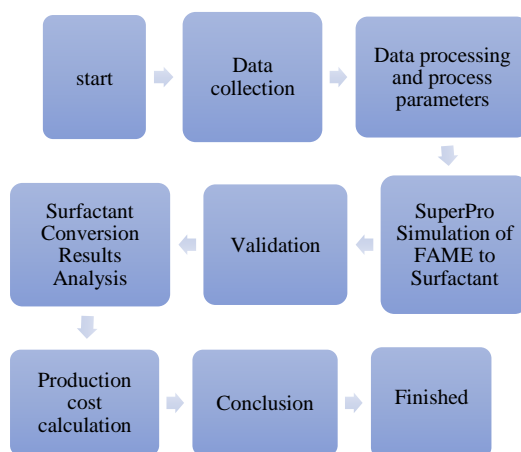 start
Data
collection
Data processing
and process
parameters
SuperPro
Simulation of
FAME to
Surfactant
Validation
Surfactant
Conversion
Results
Analysis
Production
cost
calculation
Conclusion
Finished